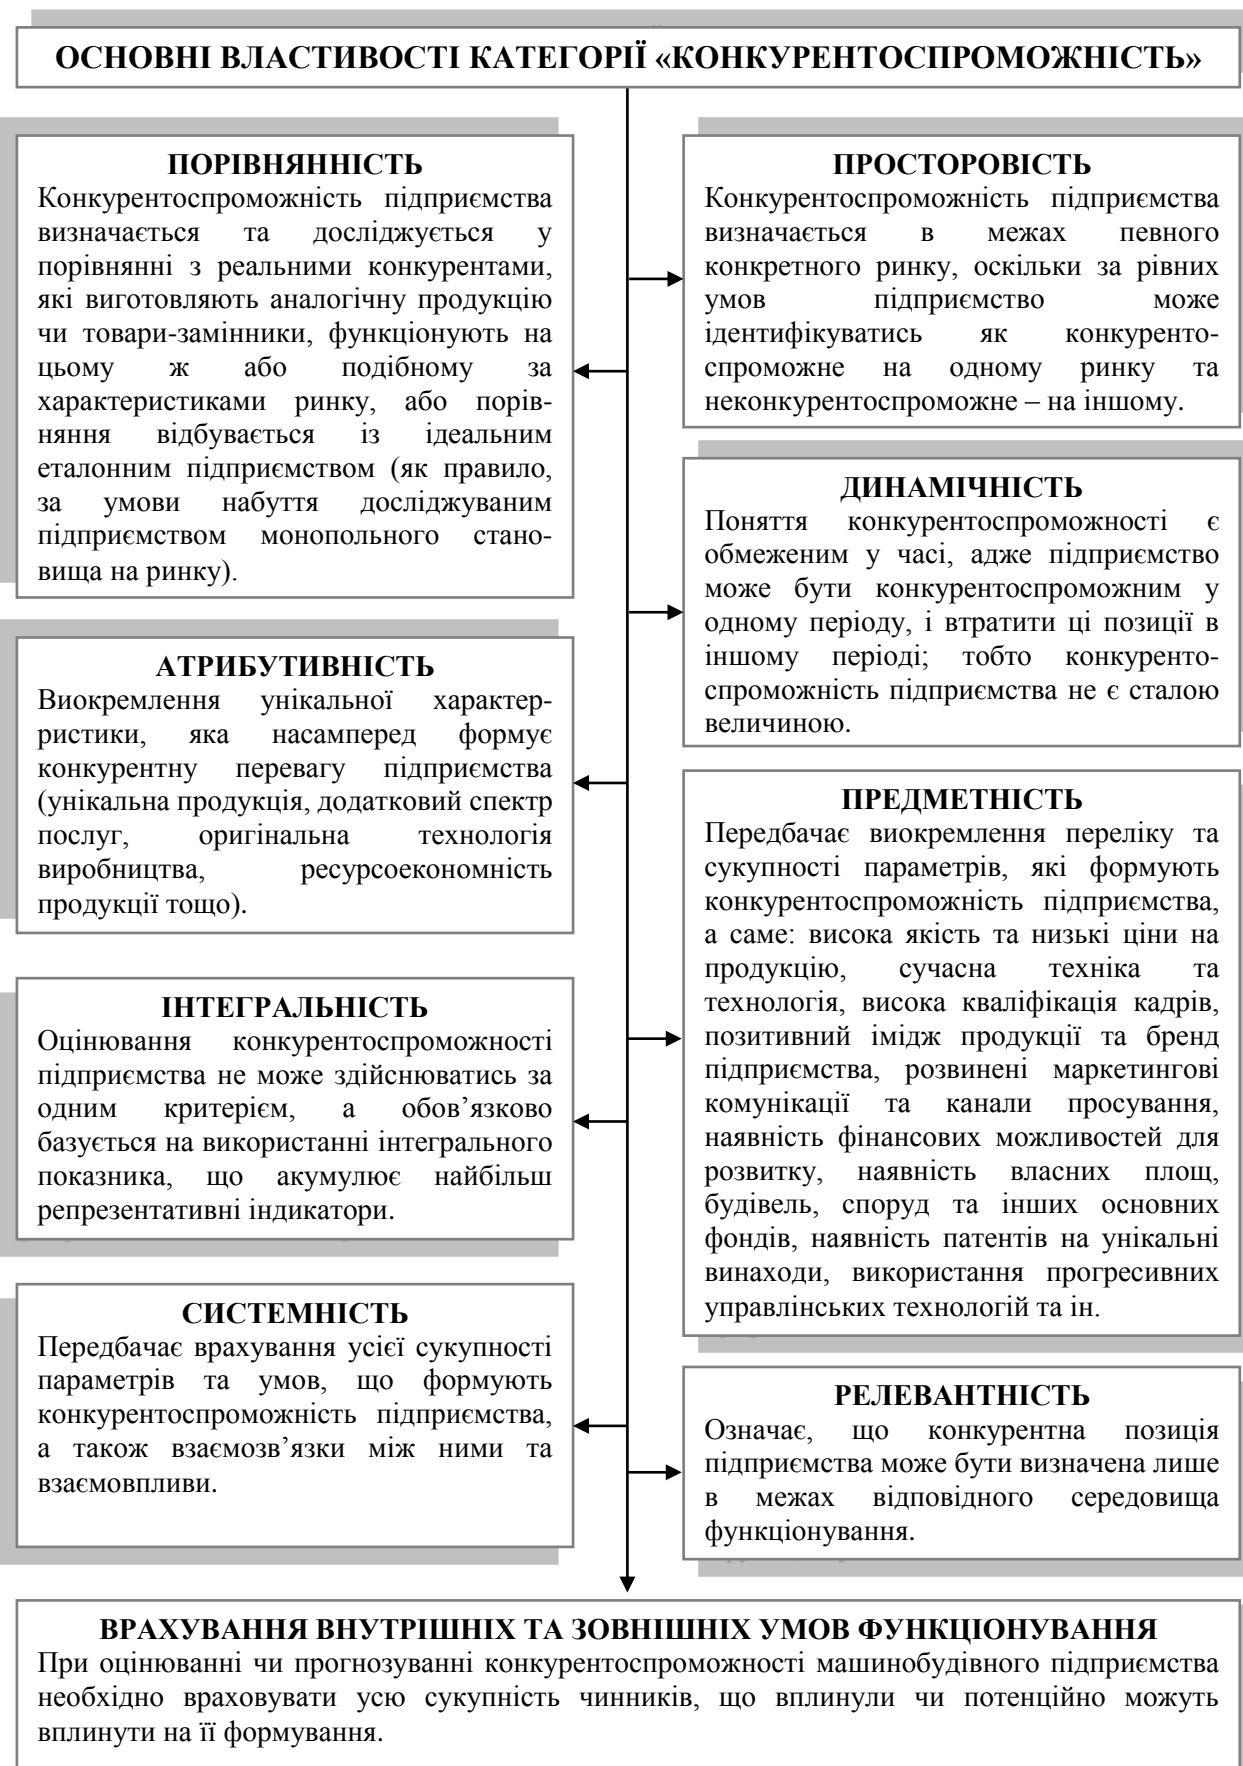 ОСНОВНІ ВЛАСТИВОСТІ КАТЕГОРІЇ «КОНКУРЕНТОСПРОМОЖНІСТЬ»
ПОРІВНЯННІСТЬ
Конкурентоспроможність підприємства
визначається та досліджується у
порівнянні з реальними конкурентами,
які виготовляють аналогічну продукцію
чи товари-замінники, функціонують на
цьому ж або подібному за
характеристиками ринку, або порів-
няння відбувається із ідеальним
еталонним підприємством (як правило,
за умови набуття досліджуваним
підприємством монопольного стано-
вища на ринку).
АТРИБУТИВНІСТЬ
Виокремлення унікальної характер-
ристики, яка насамперед формує
конкурентну перевагу підприємства
(унікальна продукція, додатковий спектр
послуг, оригінальна технологія
виробництва, ресурсоекономність
продукції тощо).
ІНТЕГРАЛЬНІСТЬ
Оцінювання конкурентоспроможності
підприємства не може здійснюватись за
одним критерієм, а обов’язково
базується на використанні інтегрального
показника, що акумулює найбільш
репрезентативні індикатори.
СИСТЕМНІСТЬ
Передбачає врахування усієї сукупності
параметрів та умов, що формують
конкурентоспроможність підприємства,
а також взаємозв’язки між ними та
взаємовпливи.
ПРОСТОРОВІСТЬ
Конкурентоспроможність підприємства
визначається в межах певного
конкретного ринку, оскільки за рівних
умов підприємство може
ідентифікуватись як конкуренто-
спроможне на одному ринку та
неконкурентоспроможне – на іншому.
ДИНАМІЧНІСТЬ
Поняття конкурентоспроможності є
обмеженим у часі, адже підприємство
може бути конкурентоспроможним у
одному періоду, і втратити ці позиції в
іншому періоді; тобто конкуренто-
спроможність підприємства не є сталою
величиною.
ПРЕДМЕТНІСТЬ
Передбачає виокремлення переліку та
сукупності параметрів, які формують
конкурентоспроможність підприємства,
а саме: висока якість та низькі ціни на
продукцію, сучасна техніка та
технологія, висока кваліфікація кадрів,
позитивний імідж продукції та бренд
підприємства, розвинені маркетингові
комунікації та канали просування,
наявність фінансових можливостей для
розвитку, наявність власних площ,
будівель, споруд та інших основних
фондів, наявність патентів на унікальні
винаходи, використання прогресивних
управлінських технологій та ін.
РЕЛЕВАНТНІСТЬ
Означає, що конкурентна позиція
підприємства може бути визначена лише
в межах відповідного середовища
функціонування.
ВРАХУВАННЯ ВНУТРІШНІХ ТА ЗОВНІШНІХ УМОВ ФУНКЦІОНУВАННЯ
При оцінюванні чи прогнозуванні конкурентоспроможності машинобудівного підприємства
необхідно враховувати усю сукупність чинників, що вплинули чи потенційно можуть
вплинути на її формування.